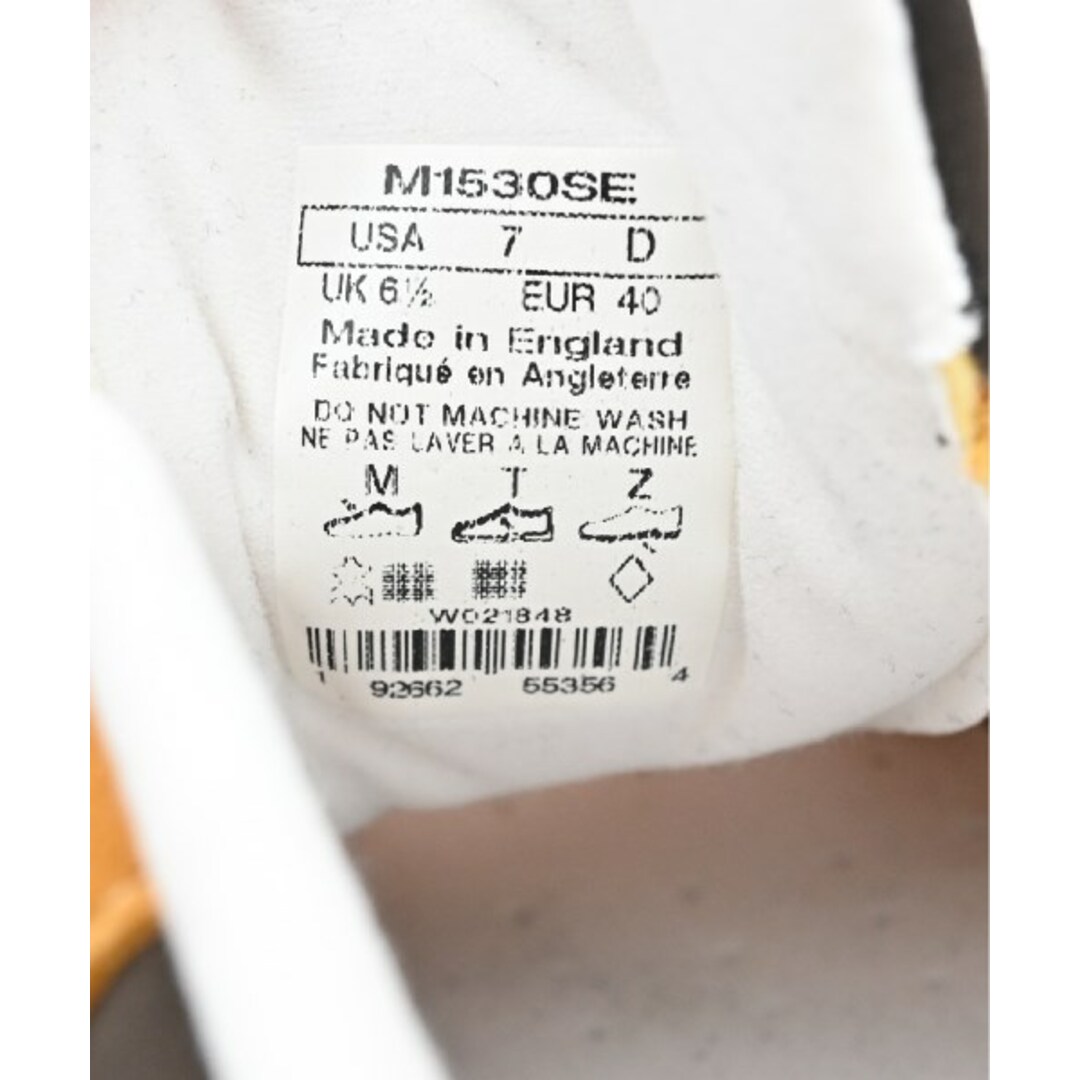 M1530SE
USA 7 D
UK 6½ EUR 40
Made in England
Fabriqué en Angleterre
DO NOT MACHINE WASH
NE PAS LAVER A LA MACHINE
M T Z
W021848
1 92662 55356 4